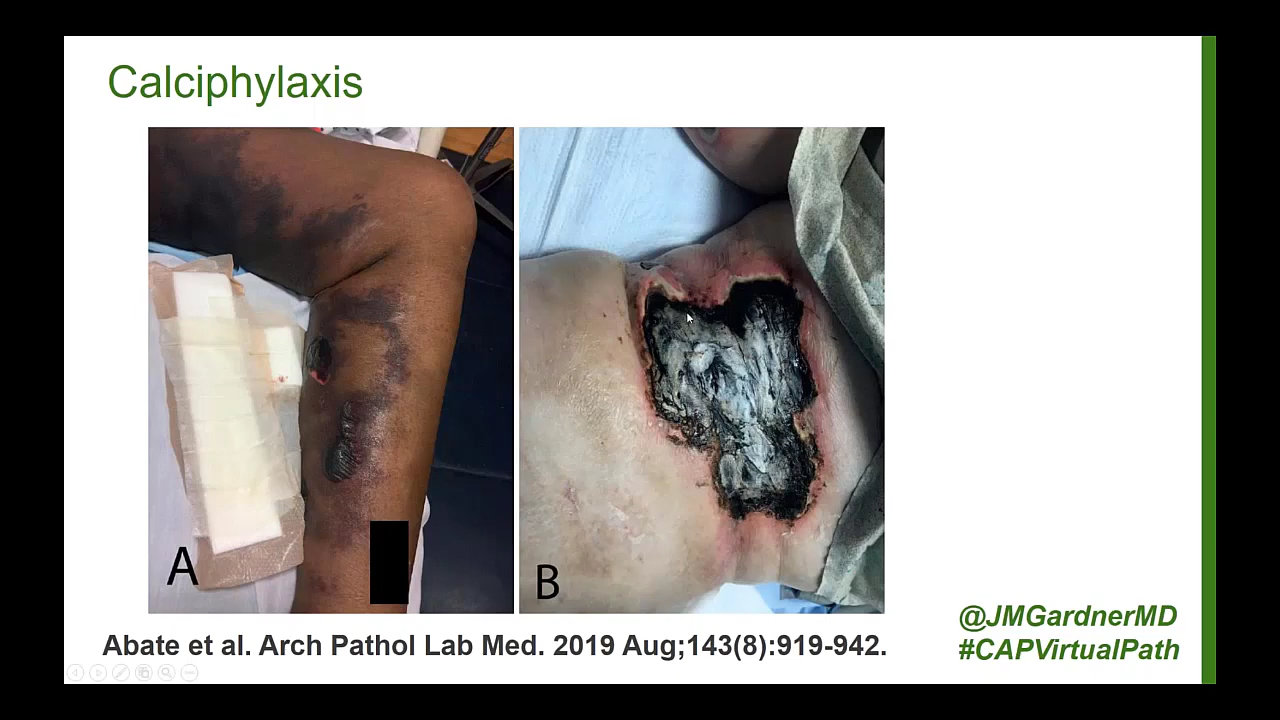 Calciphylaxis
A
B
Abate et al. Arch Pathol Lab Med. 2019 Aug;143(8):919-942.
@JMGardnerMD
#CAPVirtualPath